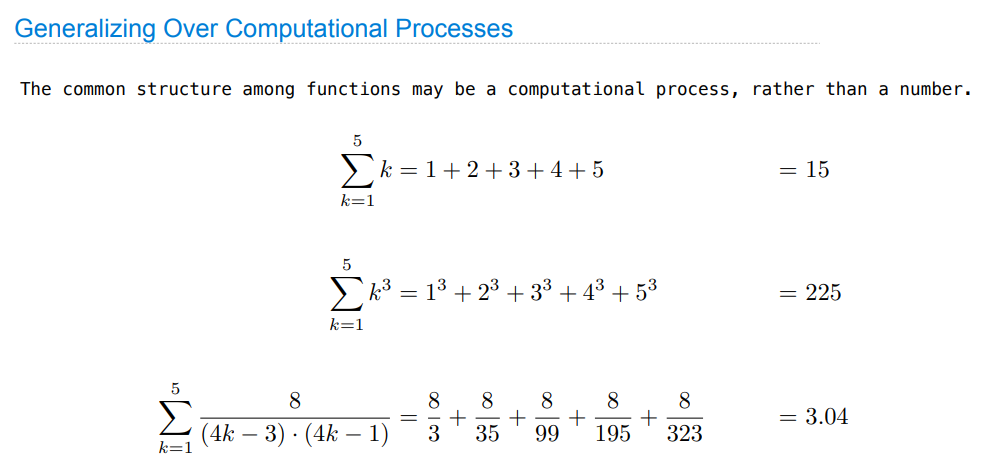 Generalizing Over Computational Processes
The common structure among functions may be a computational process, rather than a number.
$\sum_{k=1}^{5} k = 1 + 2 + 3 + 4 + 5 = 15$
$\sum_{k=1}^{5} k^3 = 1^3 + 2^3 + 3^3 + 4^3 + 5^3 = 225$
$\sum_{k=1}^{5} \frac{8}{(4k - 3) \cdot (4k - 1)} = \frac{8}{3} + \frac{8}{35} + \frac{8}{99} + \frac{8}{195} + \frac{8}{323} = 3.04$